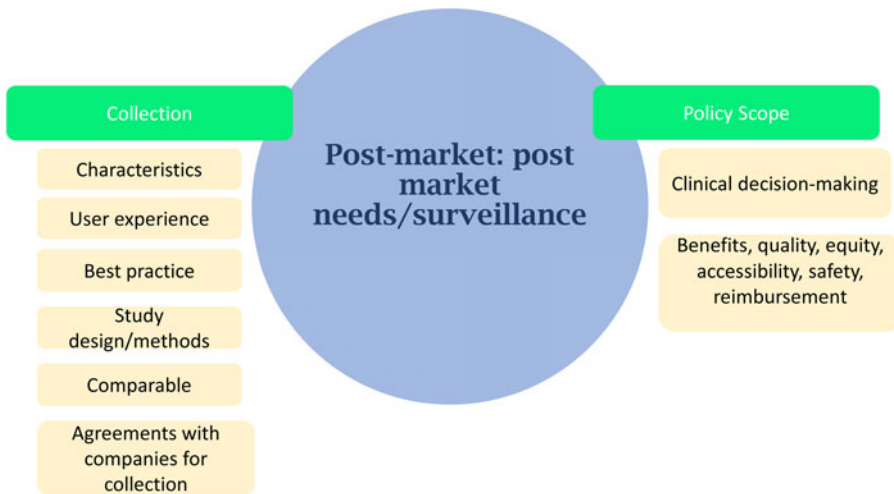 Collection
Characteristics
User experience
Best practice
Study
design/methods
Comparable
Agreements with
companies for
collection
Post-market: post
market
needs/surveillance
Policy Scope
Clinical decision-making
Benefits, quality, equity,
accessibility, safety,
reimbursement